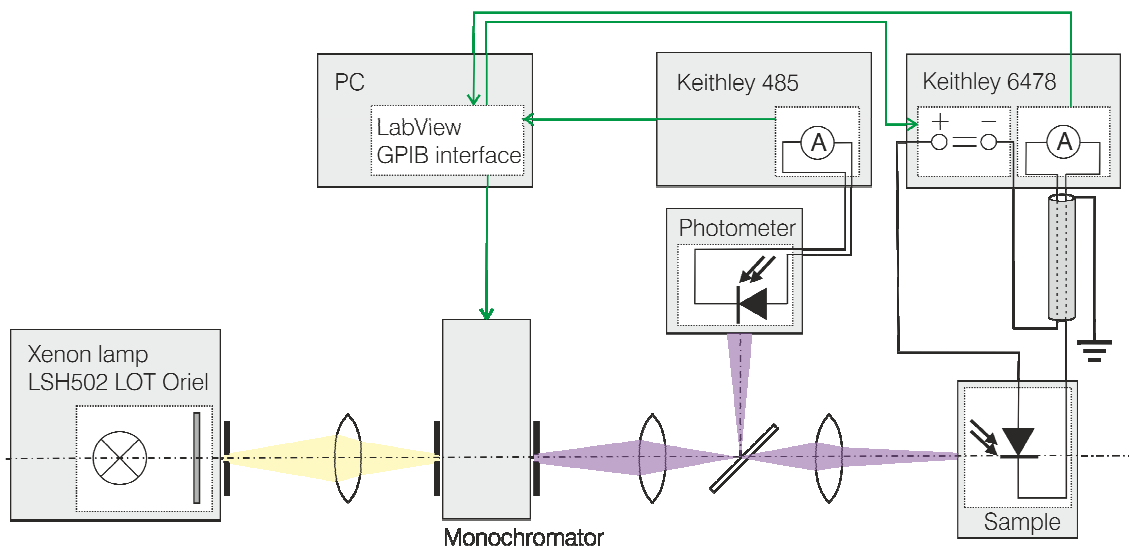 PC
LabView
GPIB interface
Keithley 485
A
Keithley 6478
+ −
A
Photometer
Xenon lamp
LSH502 LOT Oriel
Monochromator
Sample